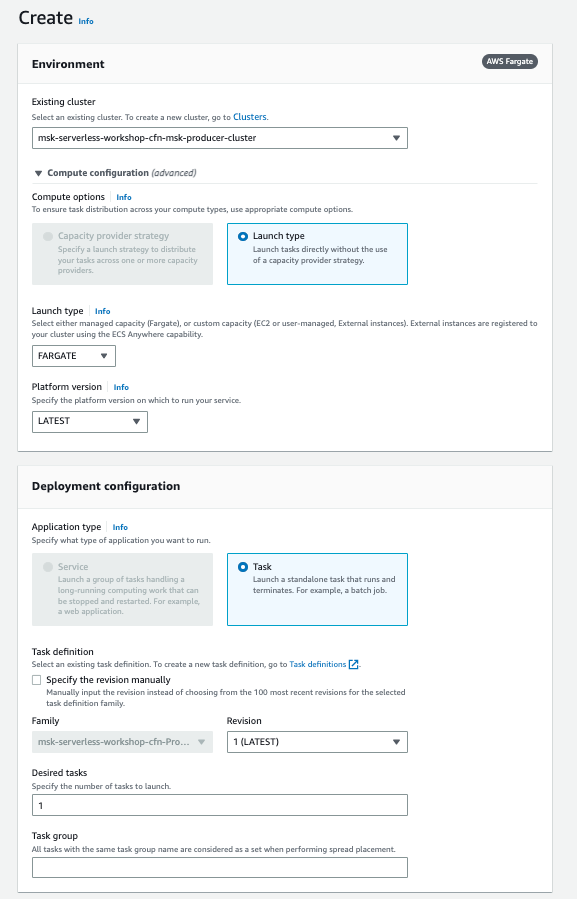 Create Info
Environment
AWS Fargate
Existing cluster
Select an existing cluster. To create a new cluster, go to Clusters.
msk-serverless-workshop-cfn-msk-producer-cluster
Compute configuration (advanced)
Compute options Info
To ensure task distribution across your compute types, use appropriate compute options.
Capacity provider strategy
Specify a launch strategy to distribute
your tasks across one or more capacity
providers.
Launch type
Launch tasks directly without the use
of a capacity provider strategy.
Launch type Info
Select either managed capacity (Fargate), or custom capacity (EC2 or user-managed, External instances). External instances are registered to
your cluster using the ECS Anywhere capability.
FARGATE
Platform version Info
Specify the platform version on which to run your service.
LATEST
Deployment configuration
Application type Info
Specify what type of application you want to run.
Service
Launch a group of tasks handling a
long-running computing work that can
be stopped and restarted. For example,
a web application.
Task
Launch a standalone task that runs and
terminates. For example, a batch job.
Task definition
Select an existing task definition. To create a new task definition, go to Task definitions.
Specify the revision manually
Manually input the revision instead of choosing from the 100 most recent revisions for the selected
task definition family.
Family
msk-serverless-workshop-cfn-Pro...
Revision
1 (LATEST)
Desired tasks
Specify the number of tasks to launch.
1
Task group
All tasks with the same task group name are considered as a set when performing spread placement.